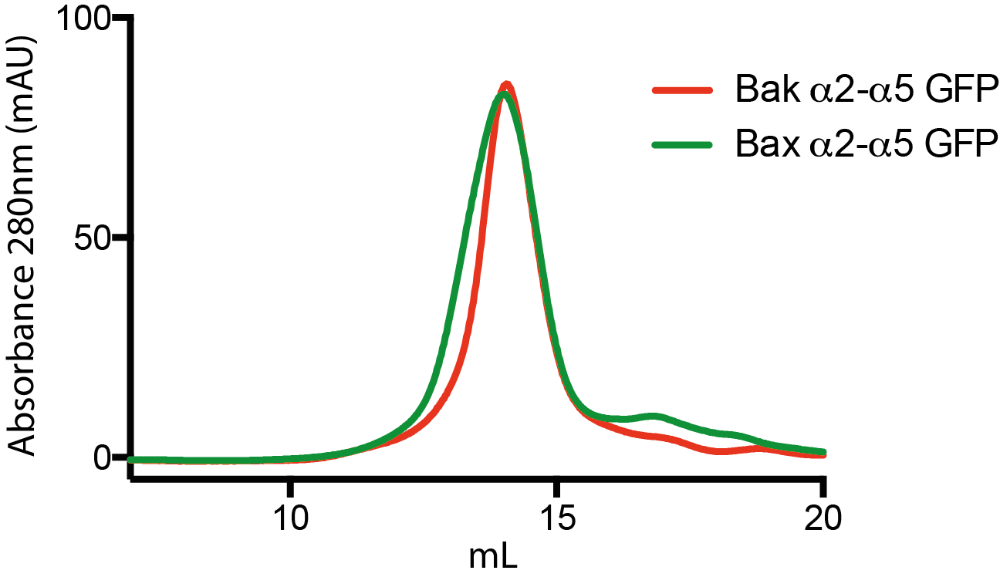 Absorbance 280nm (mAU)
100
50
0
10
15
20
mL
Bak α2-α5 GFP
Bax α2-α5 GFP